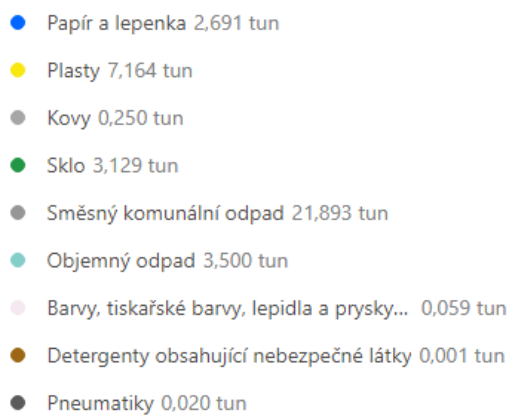 Papír a lepenka 2,691 tun
Plasty 7,164 tun
Kovy 0,250 tun
Sklo 3,129 tun
Směsný komunální odpad 21,893 tun
Objemný odpad 3,500 tun
Barvy, tiskařské barvy, lepidla a prysky... 0,059 tun
Detergenty obsahující nebezpečné látky 0,001 tun
Pneumatiky 0,020 tun